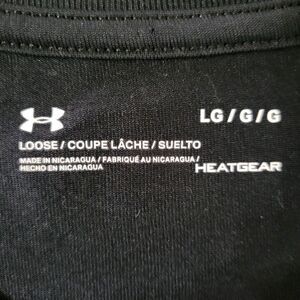 LG/G/G
LOOSE / COUPE LÂCHE / SUELTO
MADE IN NICARAGUA / FABRIQUÉ AU NICARAGUA /
HECHO EN NICARAGUA
HEATGEAR